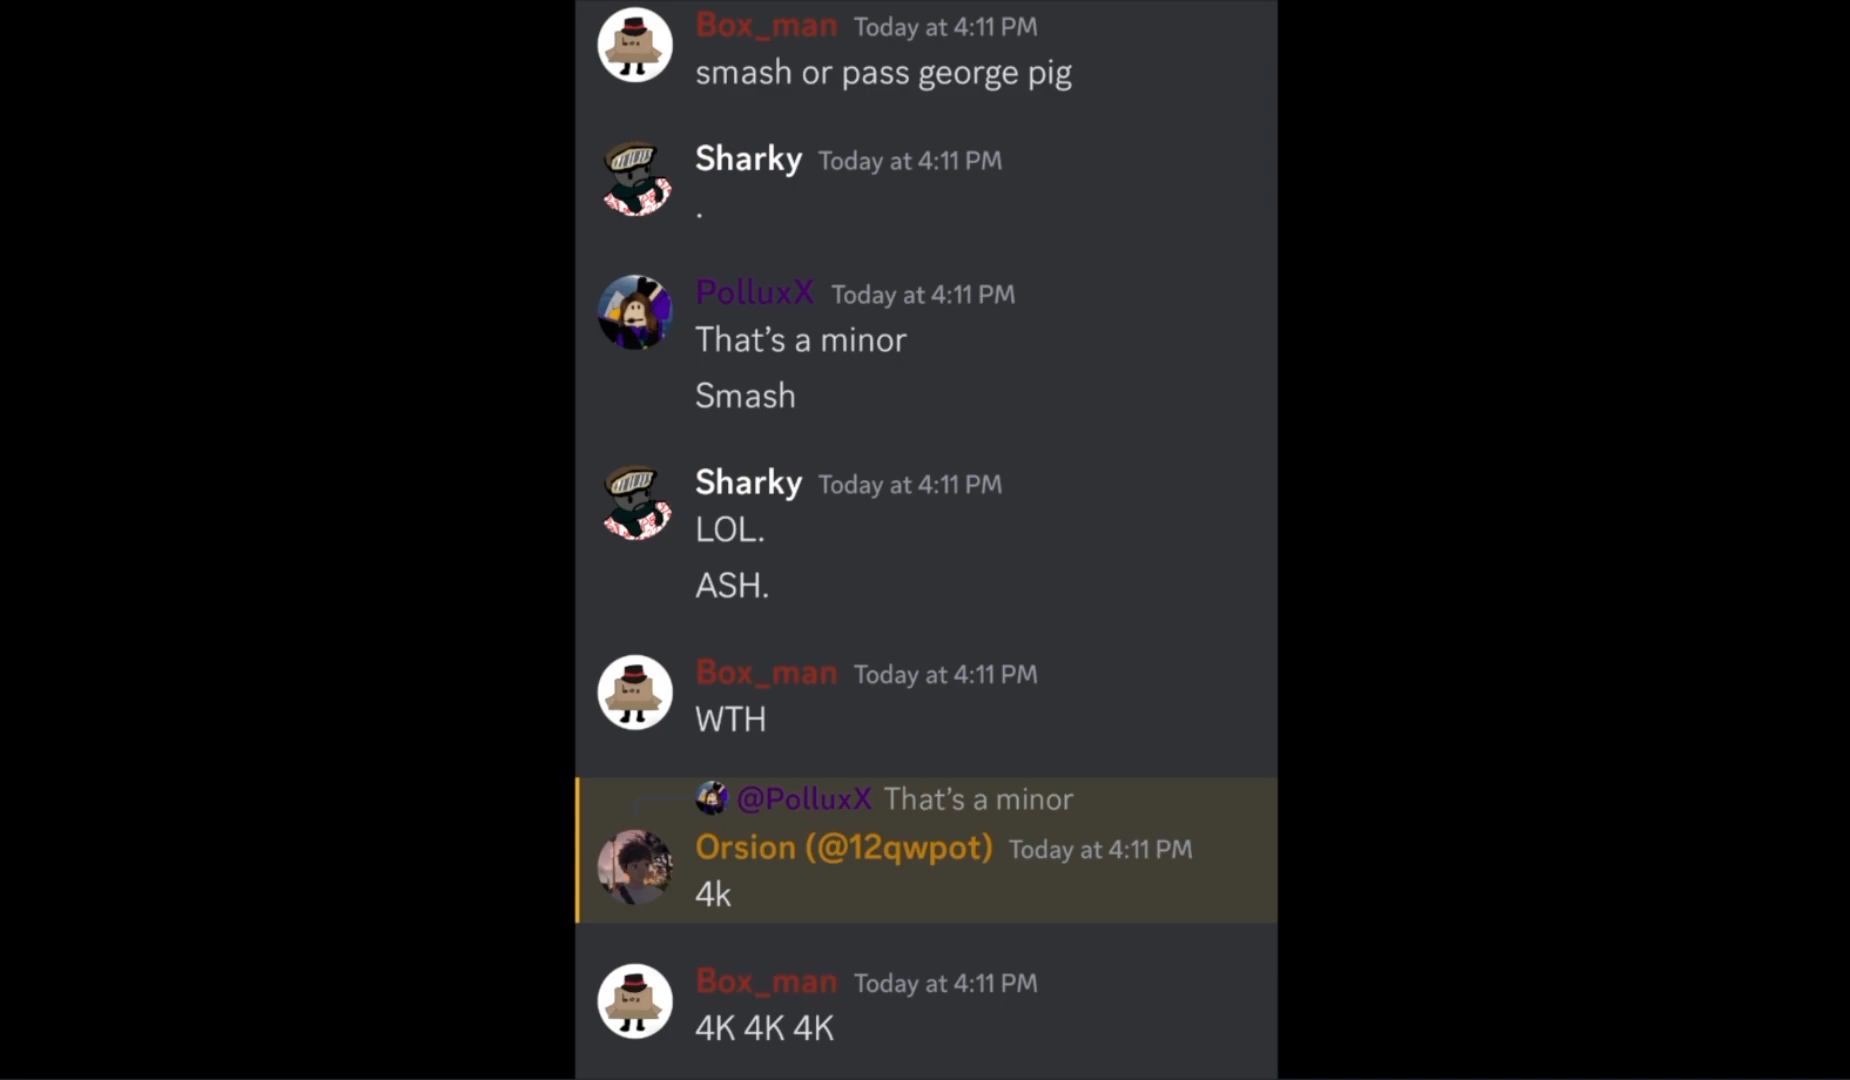 Box_man Today at 4:11 PM
smash or pass george pig
Sharky Today at 4:11 PM
.
PolluxX Today at 4:11 PM
That’s a minor
Smash
Sharky Today at 4:11 PM
LOL.
ASH.
Box_man Today at 4:11 PM
WTH
@PolluxX That’s a minor
Orsion (@12qwpot) Today at 4:11 PM
4k
Box_man Today at 4:11 PM
4K 4K 4K